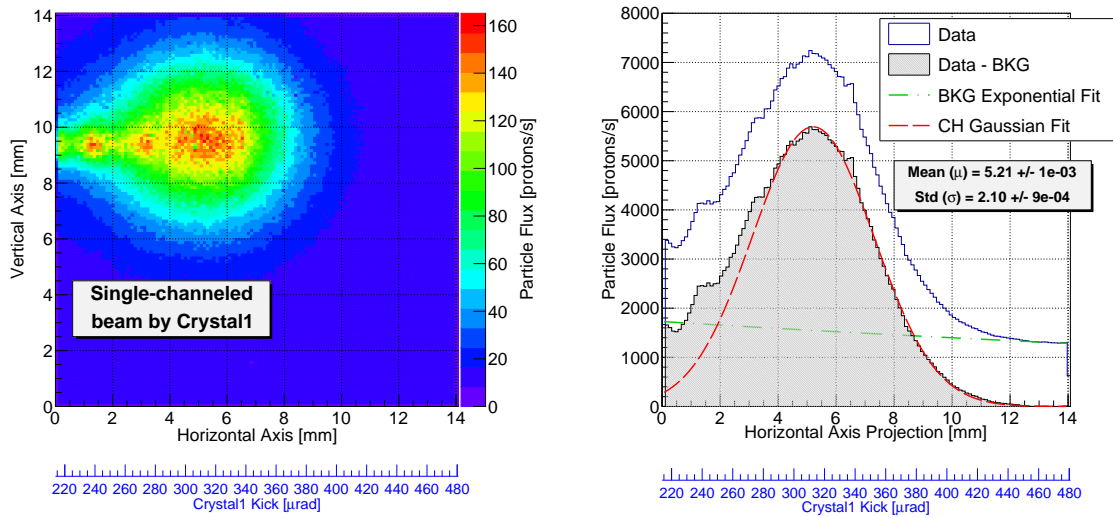 14
12
10
8
6
4
2
0
Vertical Axis [mm]
Single-channeled
beam by Crystal1
0 2 4 6 8 10 12 14
Horizontal Axis [mm]
160
140
120
100
80
60
40
20
0
Particle Flux [protons/s]
220 240 260 280 300 320 340 360 380 400 420 440 460 480
Crystal1 Kick [μrad]
8000
7000
6000
5000
4000
3000
2000
1000
0
Particle Flux [protons/s]
Data
Data - BKG
BKG Exponential Fit
CH Gaussian Fit
Mean (μ) = 5.21 +/- 1e-03
Std (σ) = 2.10 +/- 9e-04
0 2 4 6 8 10 12 14
Horizontal Axis Projection [mm]
220 240 260 280 300 320 340 360 380 400 420 440 460 480
Crystal1 Kick [μrad]